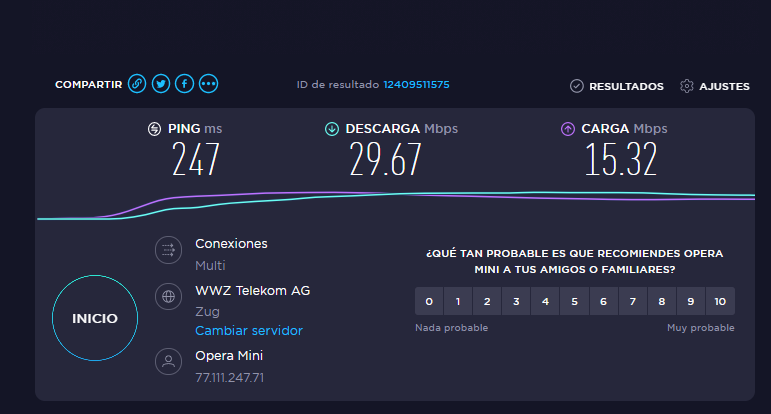 COMPARTIR
ID de resultado 12409511575
RESULTADOS
AJUSTES
PING ms
247
DESCARGA Mbps
29.67
CARGA Mbps
15.32
INICIO
Conexiones
Multi
WWZ Telekom AG
Zug
Cambiar servidor
Opera Mini
77.111.247.71
¿QUÉ TAN PROBABLE ES QUE RECOMIENDES OPERA
MINI A TUS AMIGOS O FAMILIARES?
0 1 2 3 4 5 6 7 8 9 10
Nada probable
Muy probable